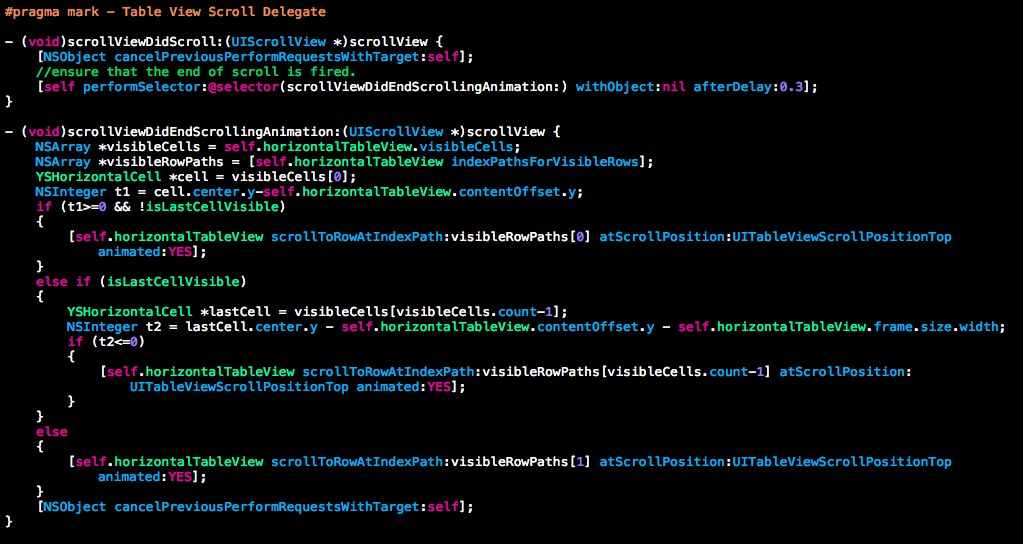 #pragma mark - Table View Scroll Delegate
- (void)scrollViewDidScroll:(UIScrollView *)scrollView {
    [NSObject cancelPreviousPerformRequestsWithTarget:self];
    //ensure that the end of scroll is fired.
    [self performSelector:@selector(scrollViewDidEndScrollingAnimation:) withObject:nil afterDelay:0.3];
}
- (void)scrollViewDidEndScrollingAnimation:(UIScrollView *)scrollView {
    NSArray *visibleCells = self.horizontalTableView.visibleCells;
    NSArray *visibleRowPaths = [self.horizontalTableView indexPathsForVisibleRows];
    YSHorizontalCell *cell = visibleCells[0];
    NSInteger t1 = cell.center.y-self.horizontalTableView.contentOffset.y;
    if (t1>=0 && !isLastCellVisible)
    {
        [self.horizontalTableView scrollToRowAtIndexPath:visibleRowPaths[0] atScrollPosition:UITableViewScrollPositionTop
            animated:YES];
    }
    else if (isLastCellVisible)
    {
        YSHorizontalCell *lastCell = visibleCells[visibleCells.count-1];
        NSInteger t2 = lastCell.center.y - self.horizontalTableView.contentOffset.y - self.horizontalTableView.frame.size.width;
        if (t2<=0)
        {
            [self.horizontalTableView scrollToRowAtIndexPath:visibleRowPaths[visibleCells.count-1] atScrollPosition:
                UITableViewScrollPositionTop animated:YES];
        }
    }
    else
    {
        [self.horizontalTableView scrollToRowAtIndexPath:visibleRowPaths[1] atScrollPosition:UITableViewScrollPositionTop
            animated:YES];
    }
    [NSObject cancelPreviousPerformRequestsWithTarget:self];
}